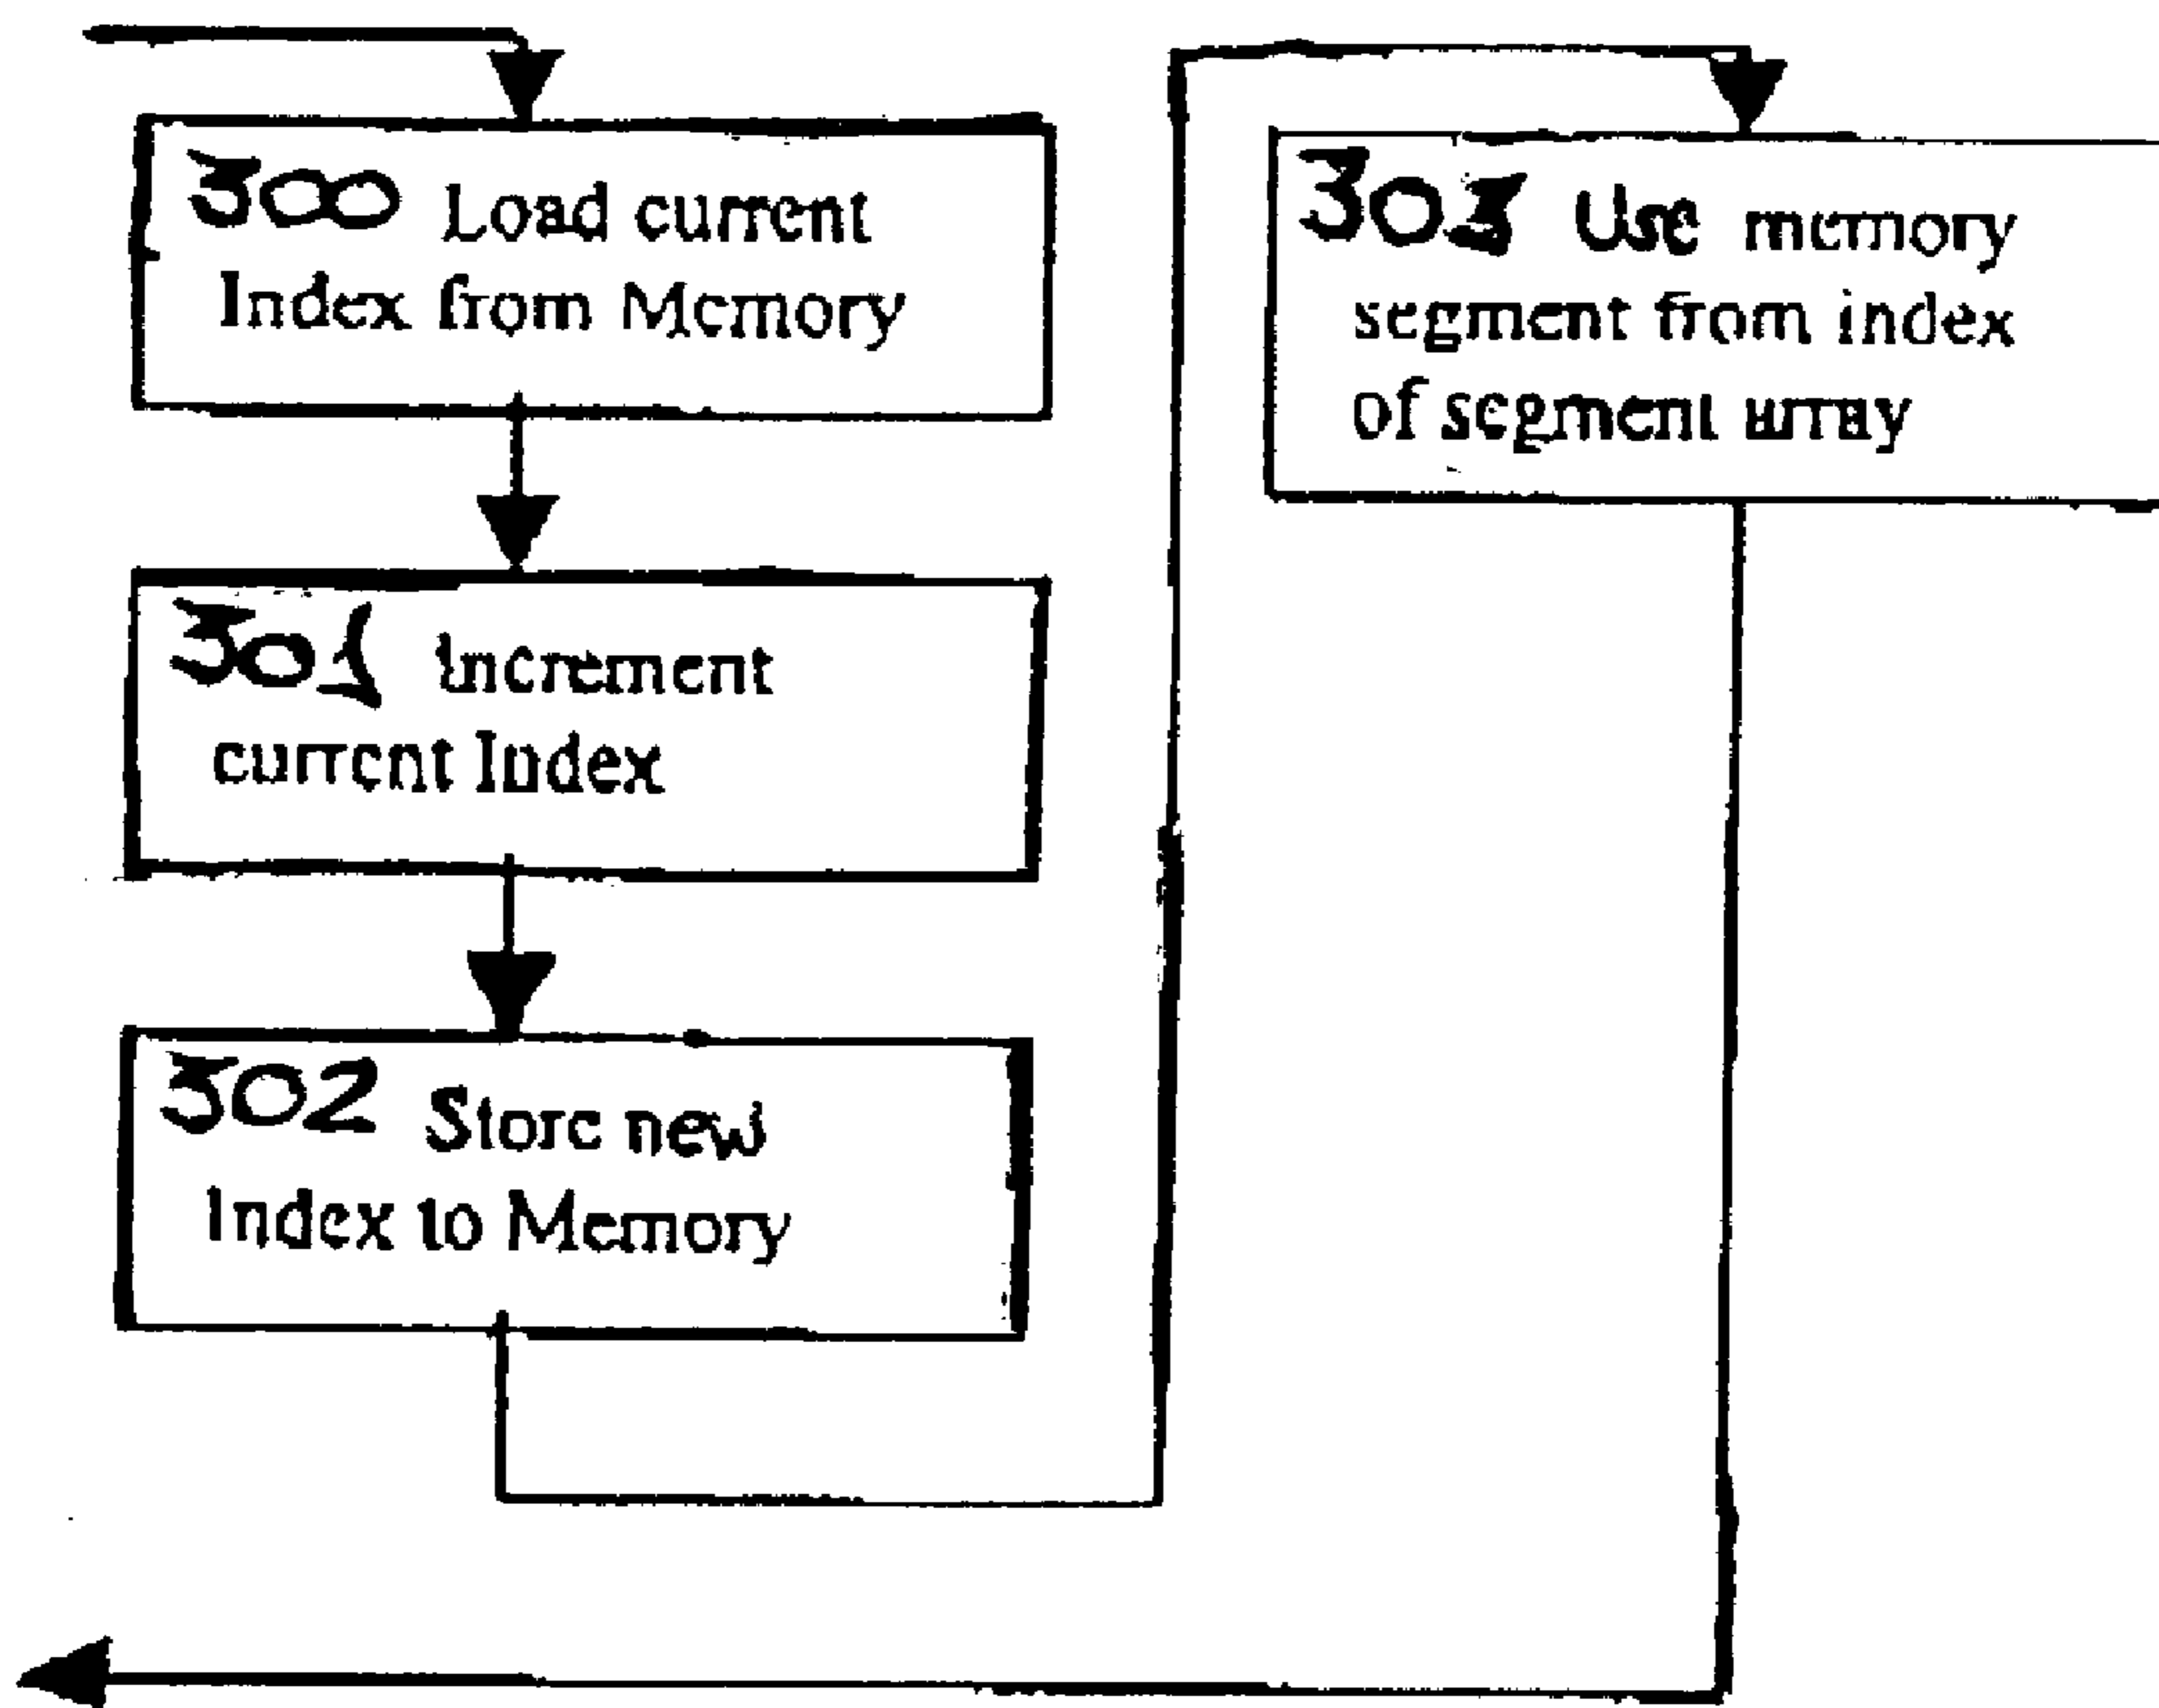 300 Load current
Index from Memory
301 Increment
current Index
302 Store new
Index to Memory
303 Use memory
segment from index
of segment array